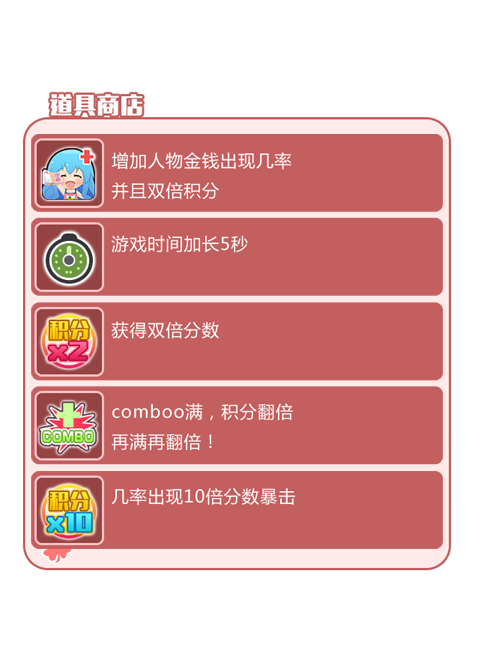 道具商店
增加人物金钱出现几率
并且双倍积分
游戏时间加长5秒
积分
x2
获得双倍分数
COMBO
comboo满，积分翻倍
再满再翻倍！
积分
x10
几率出现10倍分数暴击